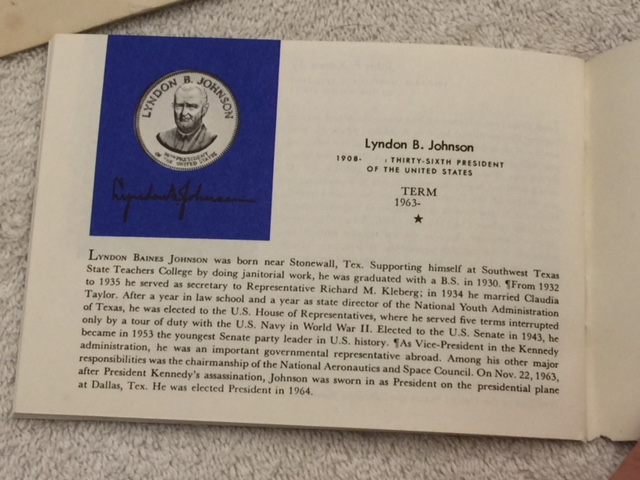 LYNDON B. JOHNSON
36TH PRESIDENT
OF THE UNITED STATES
Lyndon B. Johnson
Lyndon B. Johnson
1908- , THIRTY-SIXTH PRESIDENT
OF THE UNITED STATES
TERM
1963-
★
LYNDON BAINES JOHNSON was born near Stonewall, Tex. Supporting himself at Southwest Texas
State Teachers College by doing janitorial work, he was graduated with a B.S. in 1930. ¶From 1932
to 1935 he served as secretary to Representative Richard M. Kleberg; in 1934 he married Claudia
Taylor. After a year in law school and a year as state director of the National Youth Administration
of Texas, he was elected to the U.S. House of Representatives, where he served five terms interrupted
only by a tour of duty with the U.S. Navy in World War II. Elected to the U.S. Senate in 1943, he
became in 1953 the youngest Senate party leader in U.S. history. ¶As Vice-President in the Kennedy
administration, he was an important governmental representative abroad. Among his other major
responsibilities was the chairmanship of the National Aeronautics and Space Council. On Nov. 22, 1963,
after President Kennedy's assassination, Johnson was sworn in as President on the presidential plane
at Dallas, Tex. He was elected President in 1964.